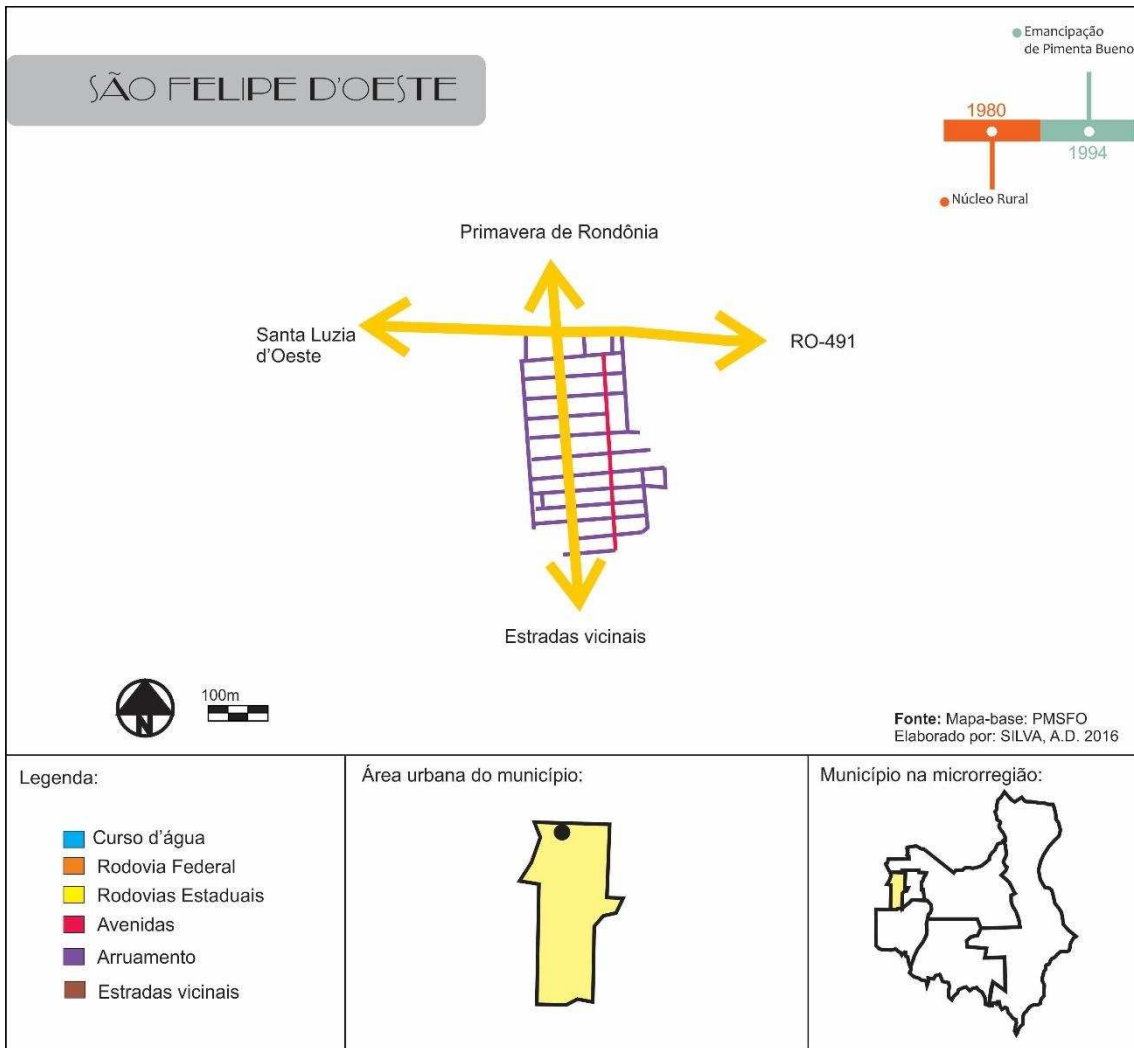 SÃO FELIPE D'OESTE
Emancipação
de Pimenta Bueno
1980
1994
Núcleo Rural
Primavera de Rondônia
Santa Luzia
d'Oeste
RO-491
Estradas vicinais
N
100m
Fonte: Mapa-base: PMSFO
Elaborado por: SILVA, A.D. 2016
Legenda:
Curso d'água
Rodovia Federal
Rodovias Estaduais
Avenidas
Arruamento
Estradas vicinais
Área urbana do município:
Município na microrregião: